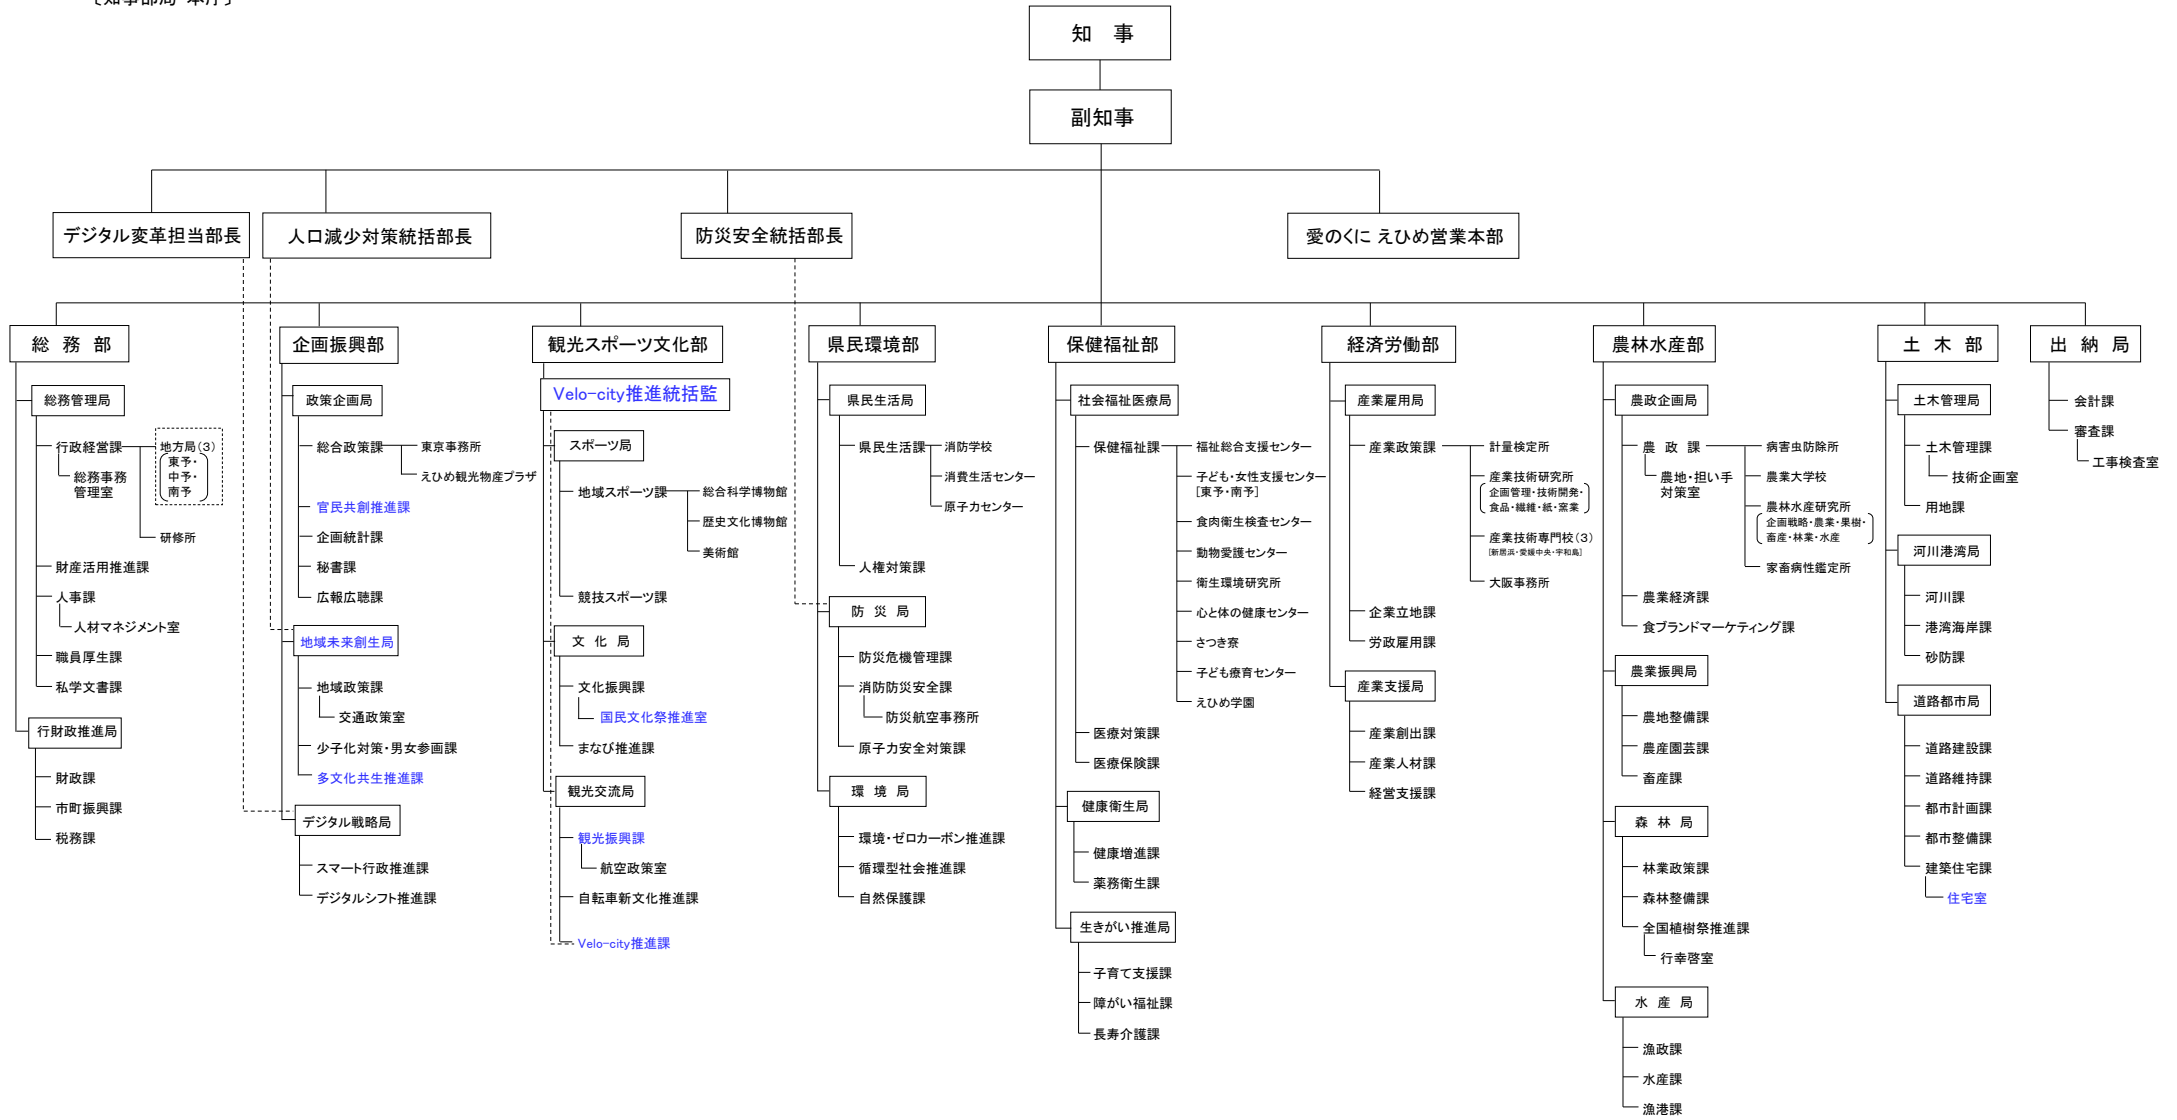 〔知事部局 本庁〕
知　事
副知事
デジタル変革担当部長
人口減少対策統括部長
防災安全統括部長
愛のくに えひめ営業本部
総　務　部
総務管理局
行政経営課
総務事務
管理室
地方局(3)
東予・
中予・
南予
研修所
財産活用推進課
人事課
人材マネジメント室
職員厚生課
私学文書課
行財政推進局
財政課
市町振興課
税務課
企画振興部
政策企画局
総合政策課
東京事務所
えひめ観光物産プラザ
官民共創推進課
企画統計課
秘書課
広報広聴課
地域未来創生局
地域政策課
交通政策室
少子化対策・男女参画課
多文化共生推進課
デジタル戦略局
スマート行政推進課
デジタルシフト推進課
観光スポーツ文化部
Velo-city推進統括監
スポーツ局
地域スポーツ課
総合科学博物館
歴史文化博物館
美術館
競技スポーツ課
文　化　局
文化振興課
国民文化祭推進室
まなび推進課
観光交流局
観光振興課
航空政策室
自転車新文化推進課
Velo-city推進課
県民環境部
県民生活局
県民生活課
消防学校
消費生活センター
原子力センター
人権対策課
防　災　局
防災危機管理課
消防防災安全課
防災航空事務所
原子力安全対策課
環　境　局
環境・ゼロカーボン推進課
循環型社会推進課
自然保護課
保健福祉部
社会福祉医療局
保健福祉課
福祉総合支援センター
子ども・女性支援センター
[東予・南予]
食肉衛生検査センター
動物愛護センター
衛生環境研究所
心と体の健康センター
さつき寮
子ども療育センター
えひめ学園
医療対策課
医療保険課
健康衛生局
健康増進課
薬務衛生課
生きがい推進局
子育て支援課
障がい福祉課
長寿介護課
経済労働部
産業雇用局
産業政策課
計量検定所
産業技術研究所
企画管理・技術開発・
食品・繊維・紙・窯業
産業技術専門校(3)
[新居浜・愛媛中央・宇和島]
大阪事務所
企業立地課
労政雇用課
産業支援局
産業創出課
産業人材課
経営支援課
農林水産部
農政企画局
農　政　課
農地・担い手
対策室
病害虫防除所
農業大学校
農林水産研究所
企画戦略・農業・果樹・
畜産・林業・水産
家畜病性鑑定所
農業経済課
食ブランドマーケティング課
農業振興局
農地整備課
農産園芸課
畜産課
森　林　局
林業政策課
森林整備課
全国植樹祭推進課
行幸啓室
水　産　局
漁政課
水産課
漁港課
土　木　部
土木管理局
土木管理課
技術企画室
用地課
河川港湾局
河川課
港湾海岸課
砂防課
道路都市局
道路建設課
道路維持課
都市計画課
都市整備課
建築住宅課
住宅室
出　納　局
会計課
審査課
工事検査室